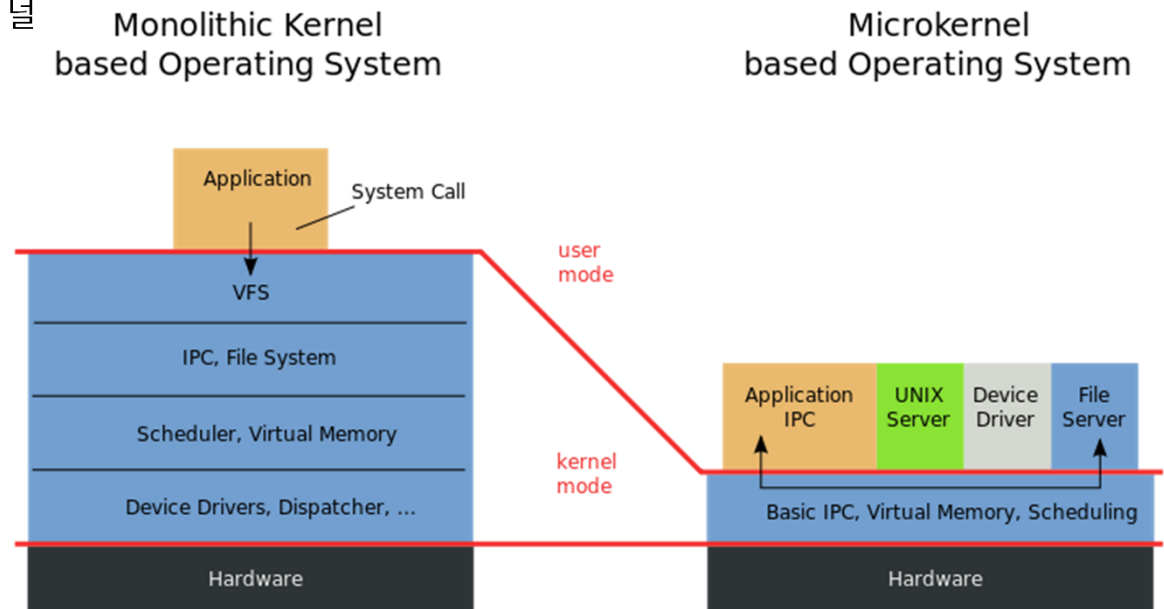 Monolithic Kernel
based Operating System
Microkernel
based Operating System
Application
System Call
user
mode
VFS
IPC, File System
Scheduler, Virtual Memory
Device Drivers, Dispatcher, ...
kernel
mode
Application
IPC
UNIX
Server
Device
Driver
File
Server
Basic IPC, Virtual Memory, Scheduling
Hardware
Hardware